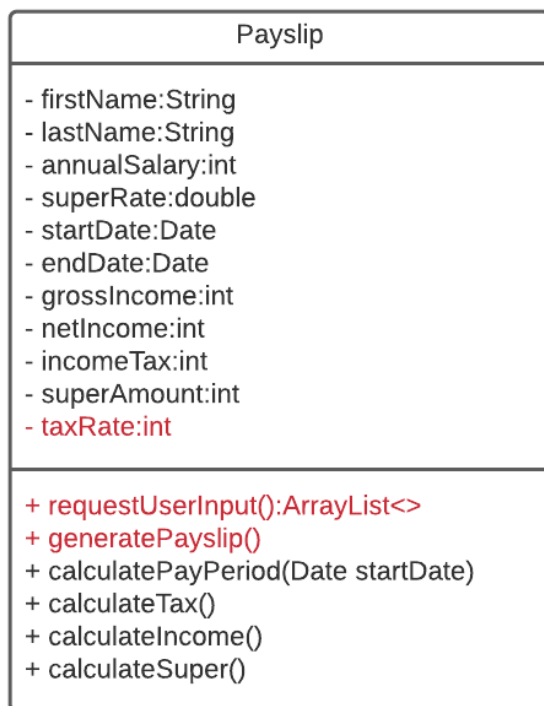 Payslip
- firstName:String
- lastName:String
- annualSalary:int
- superRate:double
- startDate:Date
- endDate:Date
- grossIncome:int
- netIncome:int
- incomeTax:int
- superAmount:int
- taxRate:int
+ requestUserInput():ArrayList<>
+ generatePayslip()
+ calculatePayPeriod(Date startDate)
+ calculateTax()
+ calculateIncome()
+ calculateSuper()